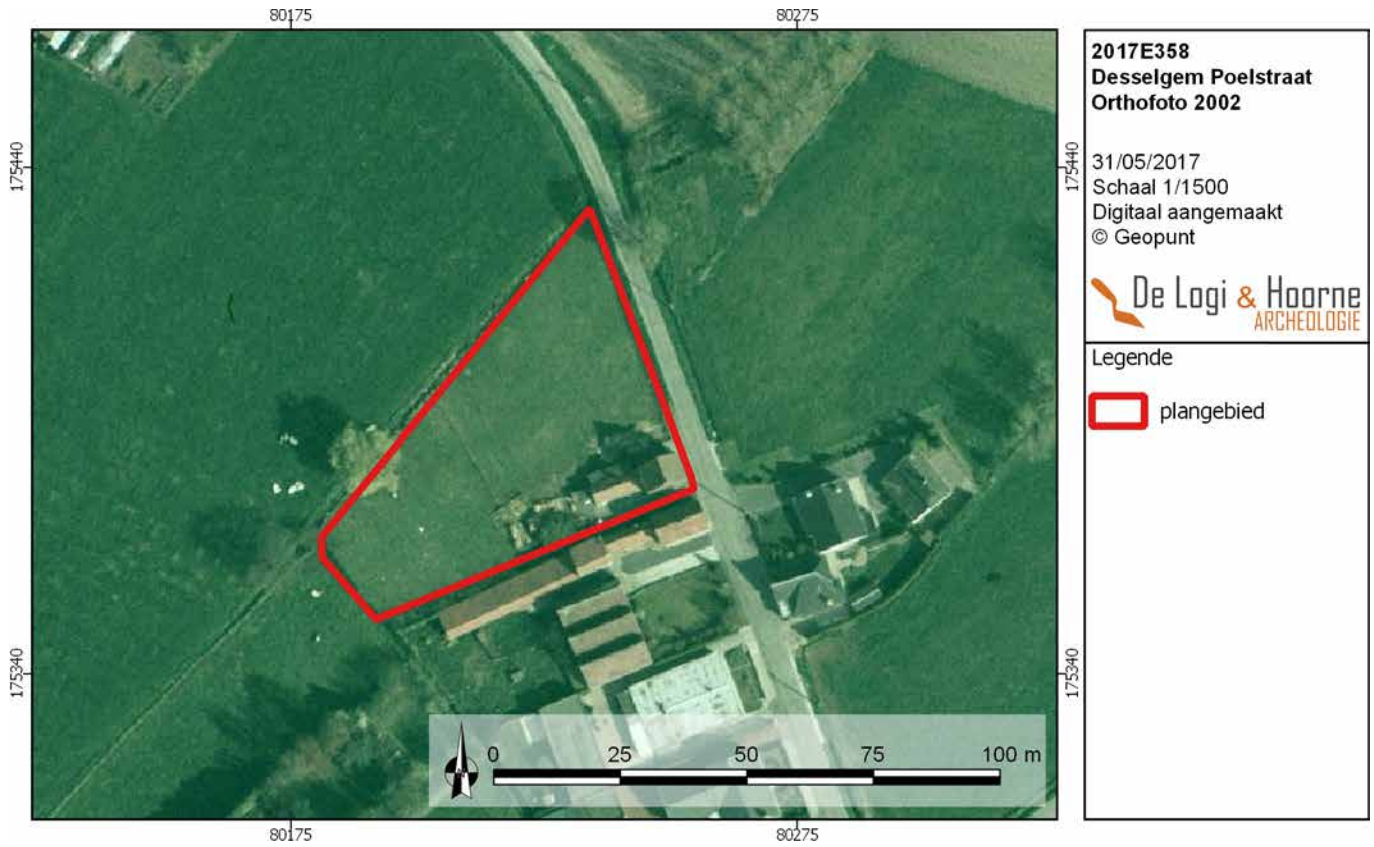 80175 80275
175440 175440
175340 175340
80175 80275
0 25 50 75 100 m
2017E358
Desselgem Poelstraat
Orthofoto 2002
31/05/2017
Schaal 1/1500
Digitaal aangemaakt
© Geopunt
De Logi & Hoorne
ARCHEOLOGIE
Legende
plangebied